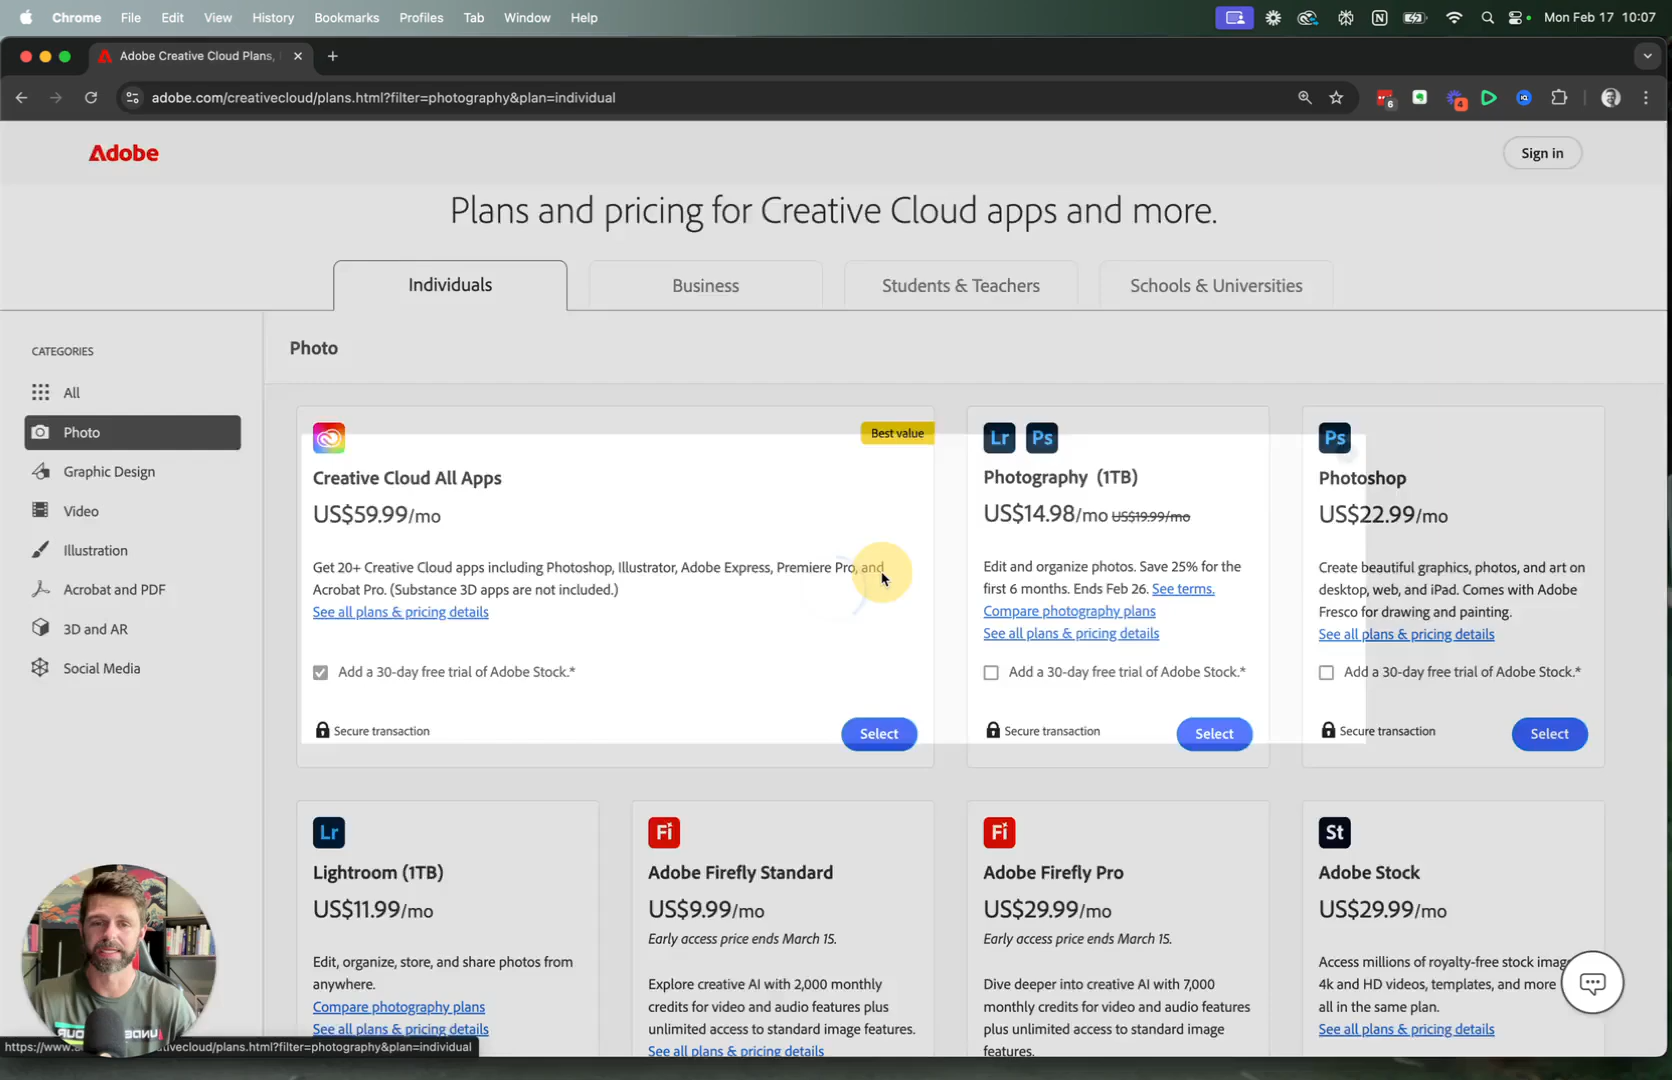 Chrome File Edit View History Bookmarks Profiles Tab Window Help Mon Feb 17 10:07
Adobe Creative Cloud Plans,
adobe.com/creativecloud/plans.html?filter=photography&plan=individual
6
4
Adobe
Sign in
Plans and pricing for Creative Cloud apps and more.
Individuals
Business
Students & Teachers
Schools & Universities
CATEGORIES
All
Photo
Graphic Design
Video
Illustration
Acrobat and PDF
3D and AR
Social Media
Photo
Best value
Creative Cloud All Apps
US$59.99/mo
Get 20+ Creative Cloud apps including Photoshop, Illustrator, Adobe Express, Premiere Pro, and
Acrobat Pro. (Substance 3D apps are not included.)
See all plans & pricing details
Add a 30-day free trial of Adobe Stock.*
Secure transaction
Select
Lr Ps
Photography (1TB)
US$14.98/mo US$19.99/mo
Edit and organize photos. Save 25% for the
first 6 months. Ends Feb 26. See terms.
Compare photography plans
See all plans & pricing details
Add a 30-day free trial of Adobe Stock.*
Secure transaction
Select
Ps
Photoshop
US$22.99/mo
Create beautiful graphics, photos, and art on
desktop, web, and iPad. Comes with Adobe
Fresco for drawing and painting.
See all plans & pricing details
Add a 30-day free trial of Adobe Stock.*
Secure transaction
Select
Lr
Lightroom (1TB)
US$11.99/mo
Edit, organize, store, and share photos from
anywhere.
Compare photography plans
See all plans & pricing details
Fi
Adobe Firefly Standard
US$9.99/mo
Early access price ends March 15.
Explore creative AI with 2,000 monthly
credits for video and audio features plus
unlimited access to standard image features.
See all plans & pricing details
Fi
Adobe Firefly Pro
US$29.99/mo
Early access price ends March 15.
Dive deeper into creative AI with 7,000
monthly credits for video and audio features
plus unlimited access to standard image
features.
St
Adobe Stock
US$29.99/mo
Access millions of royalty-free stock imag
4k and HD videos, templates, and more
all in the same plan.
See all plans & pricing details
https://www. ivecloud/plans.html?filter=photography&plan=individual